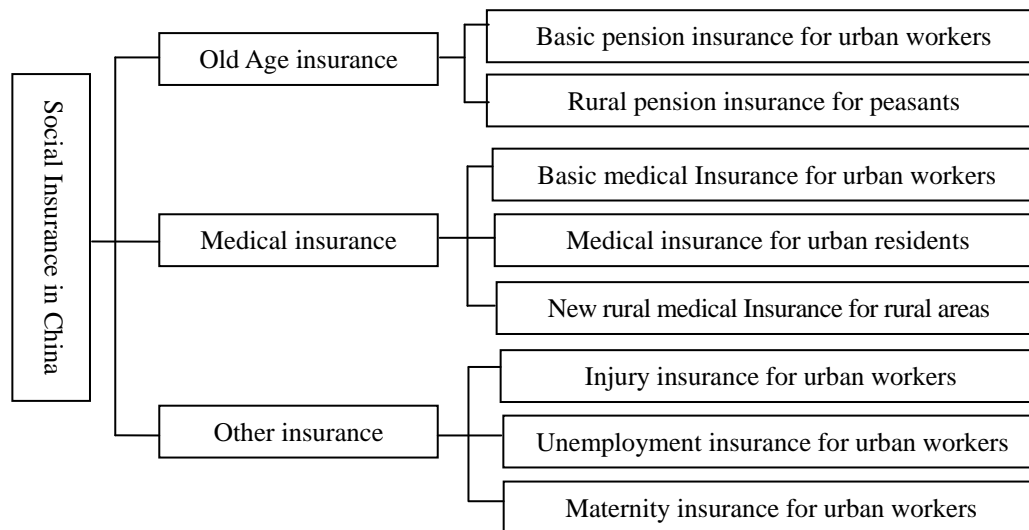 Social Insurance in China
Old Age insurance
Basic pension insurance for urban workers
Rural pension insurance for peasants
Medical insurance
Basic medical Insurance for urban workers
Medical insurance for urban residents
New rural medical Insurance for rural areas
Other insurance
Injury insurance for urban workers
Unemployment insurance for urban workers
Maternity insurance for urban workers